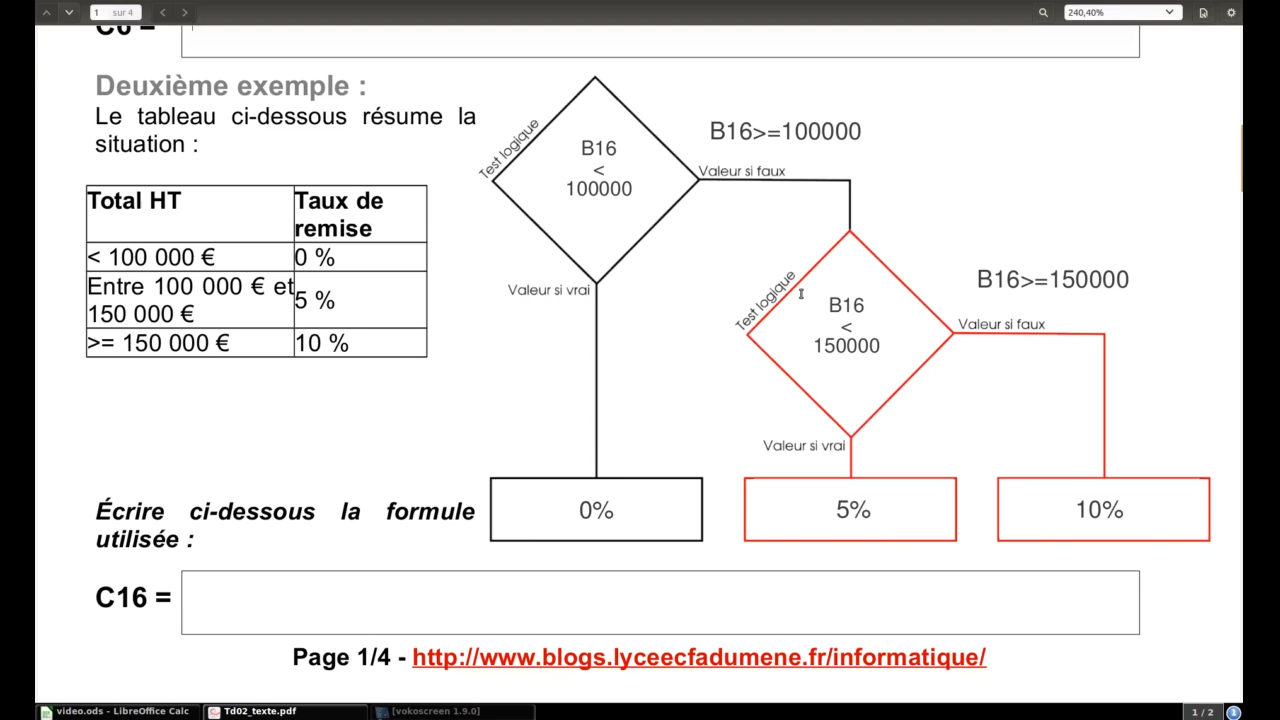 1 sur 4
240,40%
C6 =
Deuxième exemple :
Le tableau ci-dessous résume la
situation :
Total HT
Taux de
remise
< 100 000 €
0 %
Entre 100 000 € et
150 000 €
5 %
>= 150 000 €
10 %
Test logique
B16
<
100000
B16>=100000
Valeur si faux
Valeur si vrai
Test logique
B16
<
150000
B16>=150000
Valeur si faux
Valeur si vrai
0%
5%
10%
Écrire ci-dessous la formule
utilisée :
C16 =
Page 1/4 - http://www.blogs.lyceecfadumene.fr/informatique/
video.ods - LibreOffice Calc
Td02_texte.pdf
[vokoscreen 1.9.0]
1 / 2
1